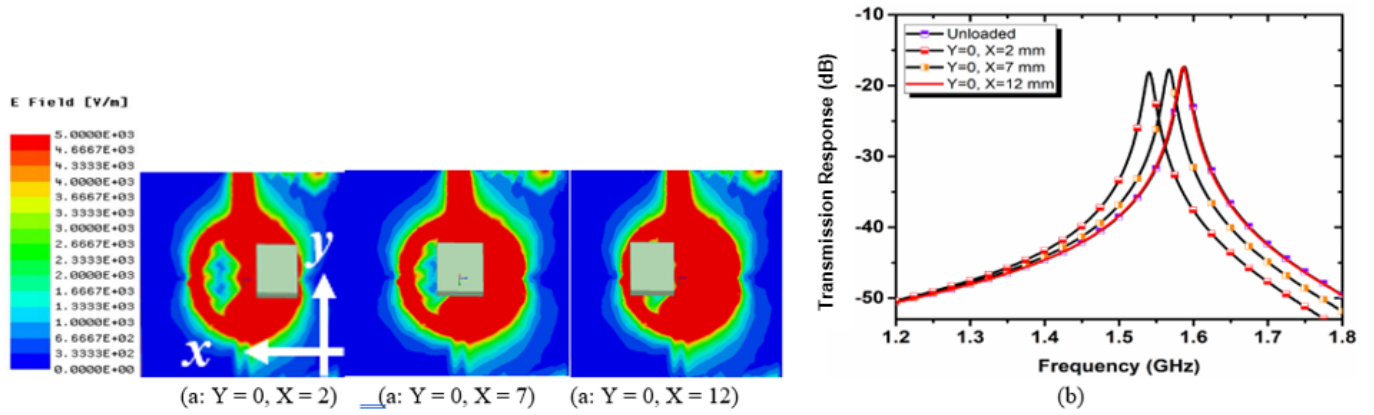 E Field [V/m]
5.0000E+03
4.6667E+03
4.3333E+03
4.0000E+03
3.6667E+03
3.3333E+03
3.0000E+03
2.6667E+03
2.3333E+03
2.0000E+03
1.6667E+03
1.3333E+03
1.0000E+03
6.6667E+02
3.3333E+02
0.0000E+00
y
x
(a: Y = 0, X = 2)
(a: Y = 0, X = 7)
(a: Y = 0, X = 12)
Transmission Response (dB)
-10
-20
-30
-40
-50
Unloaded
Y=0, X=2 mm
Y=0, X=7 mm
Y=0, X=12 mm
1.2 1.3 1.4 1.5 1.6 1.7 1.8
Frequency (GHz)
(b)